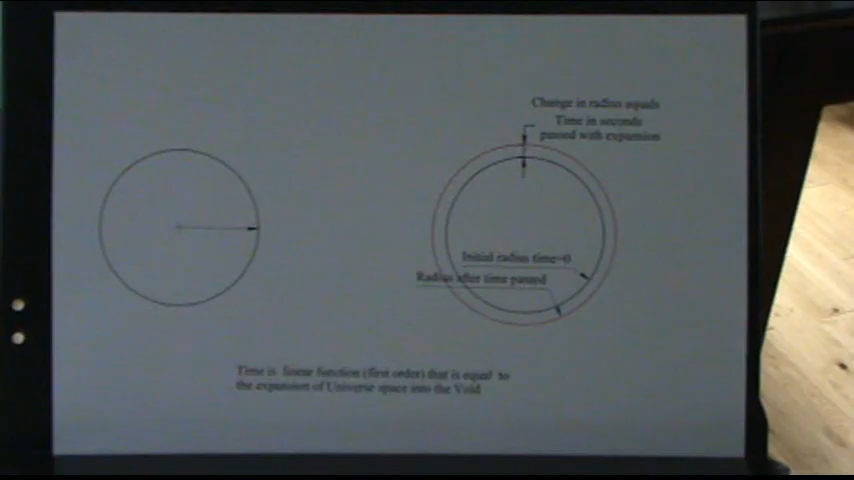 Change in radius equals
Time in seconds
passed with expansion
Initial radius time=0
Radius after time passed
Time is linear function (first order) that is equal to
the expansion of Universe space into the Void